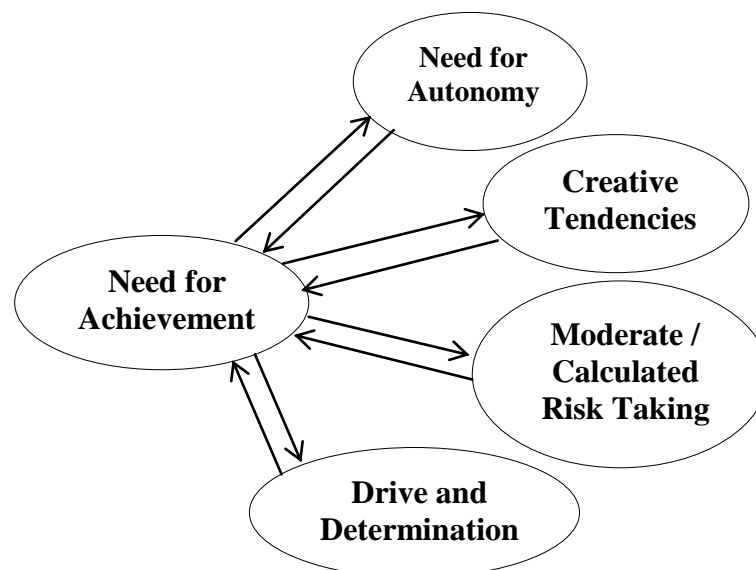 Need for
Autonomy
Creative
Tendencies
Need for
Achievement
Moderate /
Calculated
Risk Taking
Drive and
Determination